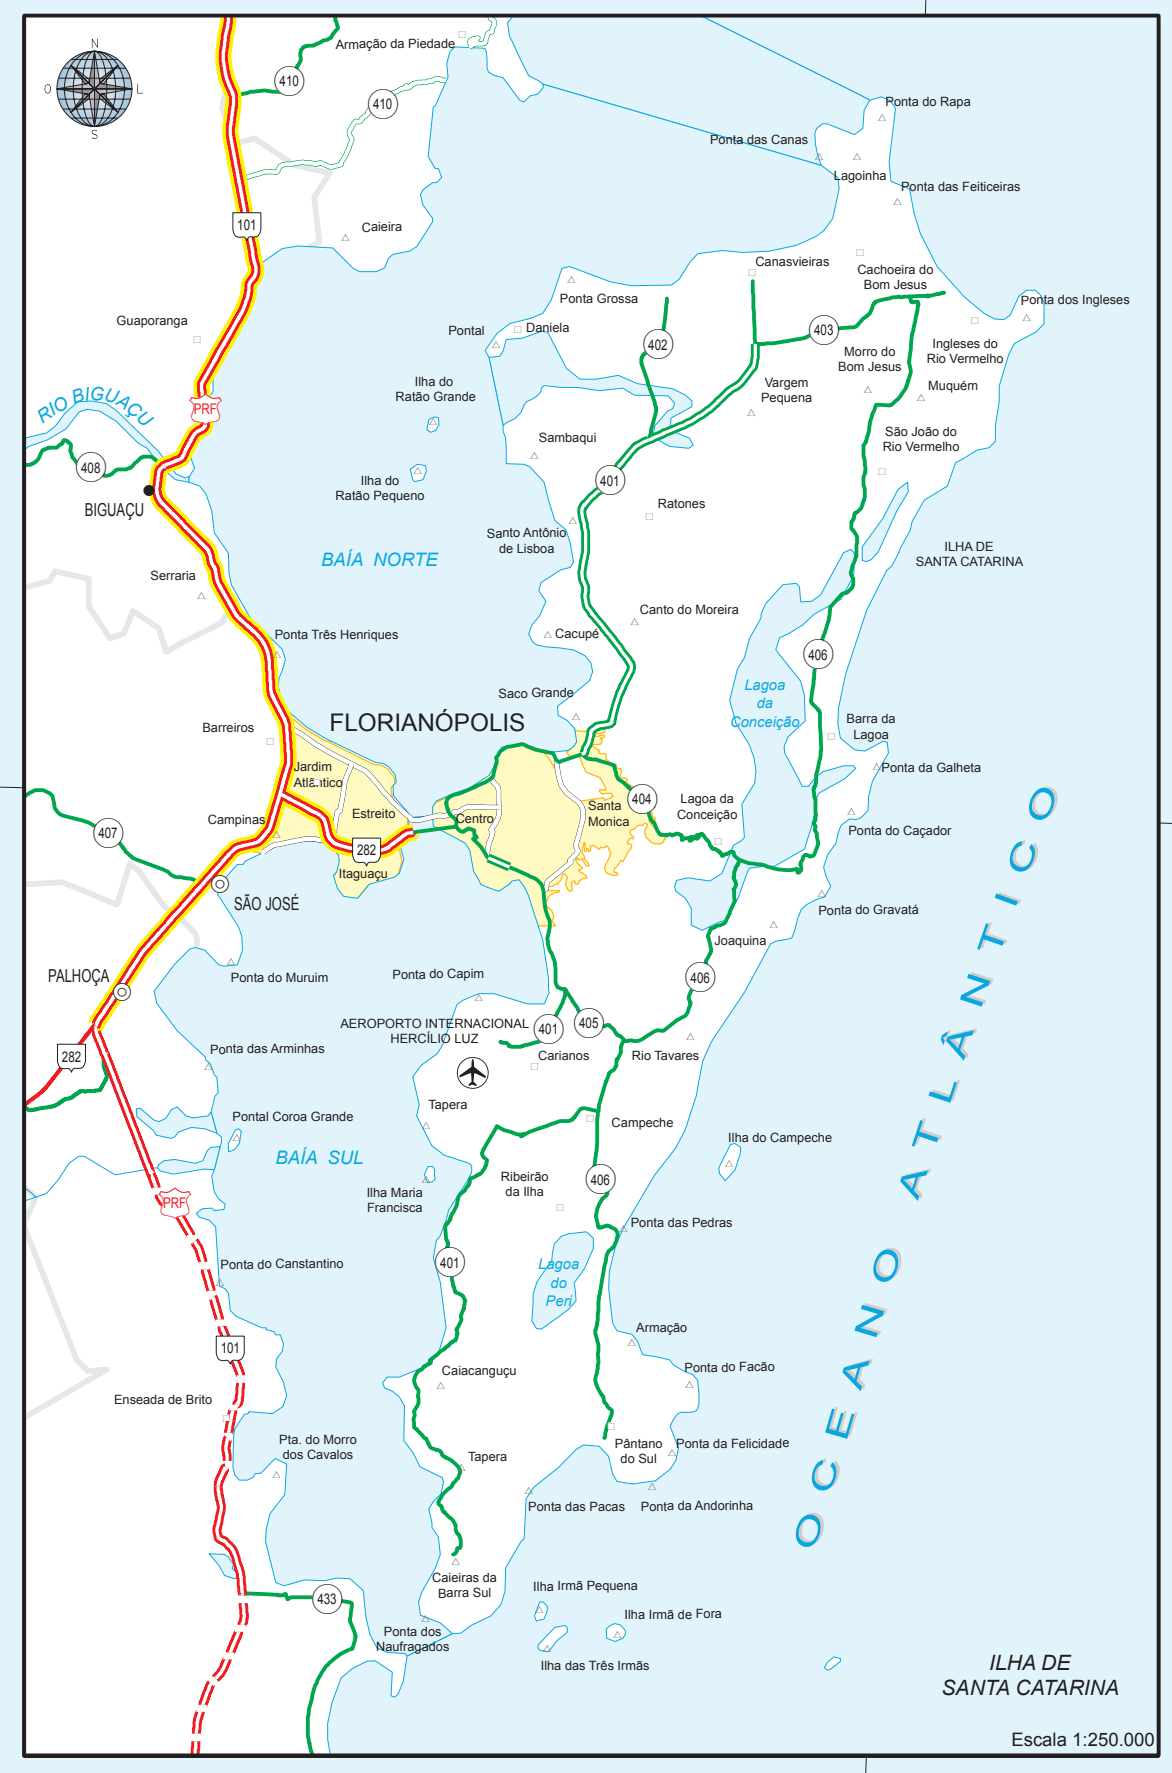 N
O
L
S
Armação da Piedade
410
410
Ponta do Rapa
Ponta das Canas
Lagoinha
Ponta das Feiticeiras
101
Caieira
Canasvieiras
Cachoeira do
Bom Jesus
Ponta Grossa
Ponta dos Ingleses
Guaporanga
Pontal
Daniela
402
403
Morro do
Bom Jesus
Ingleses do
Rio Vermelho
Ilha do
Ratão Grande
Vargem
Pequena
Muquém
RIO BIGUAÇU
PRF
Sambaqui
São João do
Rio Vermelho
408
Ilha do
Ratão Pequeno
401
BIGUAÇU
Ratones
Santo Antônio
de Lisboa
BAÍA NORTE
ILHA DE
SANTA CATARINA
Serraria
Canto do Moreira
Ponta Três Henriques
Cacupé
406
Saco Grande
Lagoa
da
Conceição
FLORIANÓPOLIS
Barreiros
Barra da
Lagoa
Jardim
Atlântico
Ponta da Galheta
Estreito
Centro
Santa
Monica
404
Lagoa da
Conceição
Campinas
407
Ponta do Caçador
282
Itaguaçu
SÃO JOSÉ
Ponta do Gravatá
Joaquina
PALHOÇA
Ponta do Muruim
Ponta do Capim
406
AEROPORTO INTERNACIONAL
HERCÍLIO LUZ
401
405
282
Ponta das Arminhas
Carianos
Rio Tavares
Tapera
Pontal Coroa Grande
Campeche
Ilha do Campeche
BAÍA SUL
OCEANO ATLÂNTICO
Ilha Maria
Francisca
Ribeirão
da Ilha
406
PRF
Ponta das Pedras
Ponta do Canstantino
401
Lagoa
do
Peri
101
Armação
Caiacanguçu
Ponta do Facão
Enseada de Brito
Pta. do Morro
dos Cavalos
Tapera
Pântano
do Sul
Ponta da Felicidade
Ponta das Pacas
Ponta da Andorinha
Caieiras da
Barra Sul
Ilha Irmã Pequena
433
Ilha Irmã de Fora
Ponta dos
Naufragados
Ilha das Três Irmãs
ILHA DE
SANTA CATARINA
Escala 1:250.000